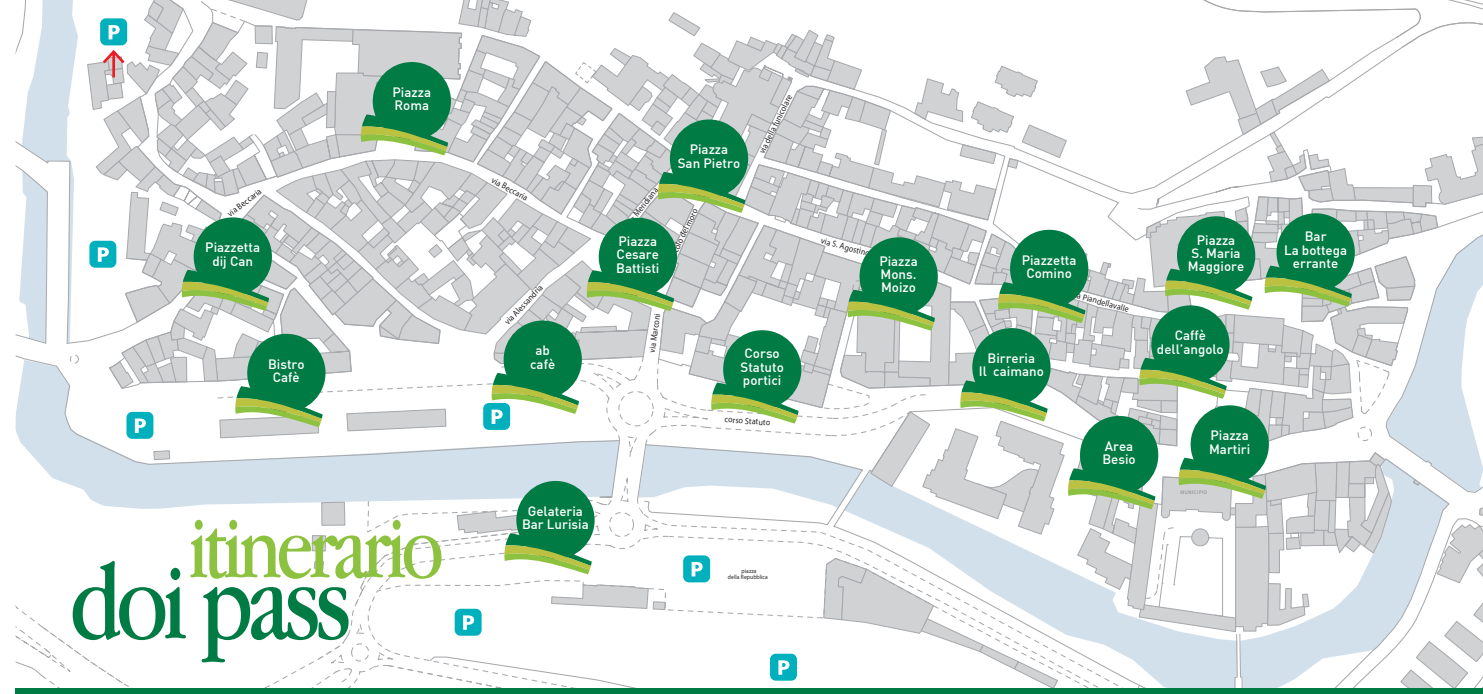 P
Piazza
Roma
Piazza
San Pietro
via della funicolare
via Beccaria
via Beccaria
Meridiana
Piazzetta
dij Can
P
Piazza
Cesare
Battisti
via S. Agostino
Piazza
Mons.
Moizo
Piazzetta
Comino
Piazza
S. Maria
Maggiore
Bar
La bottega
errante
Piandellavalle
via Alessandria
via Marconi
Bistro
Cafè
ab
cafè
Corso
Statuto
portici
Birreria
Il caimano
Caffè
dell'angolo
P
P
corso Statuto
Area
Besio
Piazza
Martiri
MUNICIPIO
Gelateria
Bar Lurisia
itinerario
doi pass
P
piazza
della Repubblica
P
P